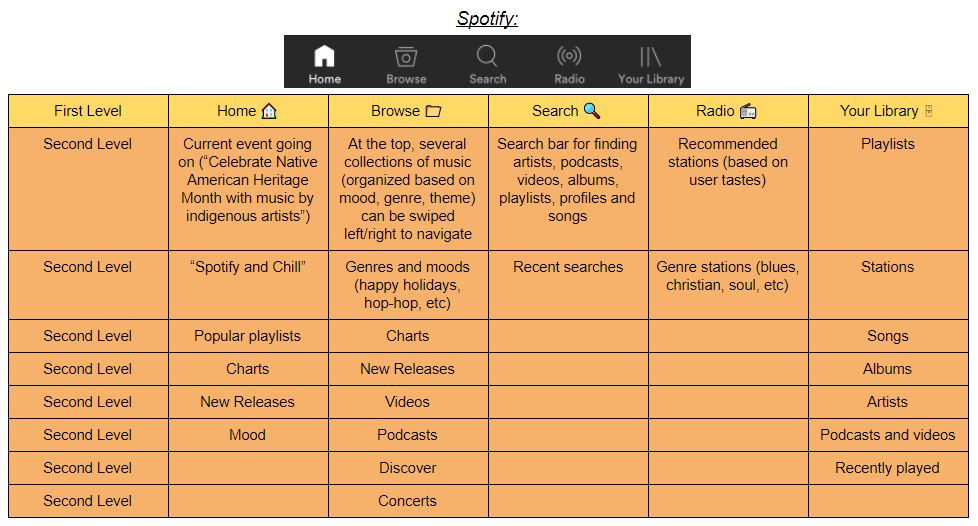 Spotify:
Home Browse Search Radio Your Library
First Level Home Browse Search Radio Your Library
Second Level
Current event going
on (“Celebrate Native
American Heritage
Month with music by
indigenous artists”)
At the top, several
collections of music
(organized based on
mood, genre, theme)
can be swiped
left/right to navigate
Search bar for finding
artists, podcasts,
videos, albums,
playlists, profiles and
songs
Recommended
stations (based on
user tastes)
Playlists
Second Level
“Spotify and Chill”
Genres and moods
(happy holidays,
hop-hop, etc)
Recent searches
Genre stations (blues,
christian, soul, etc)
Stations
Second Level Popular playlists Charts Songs
Second Level Charts New Releases Albums
Second Level New Releases Videos Artists
Second Level Mood Podcasts Podcasts and videos
Second Level Discover Recently played
Second Level Concerts